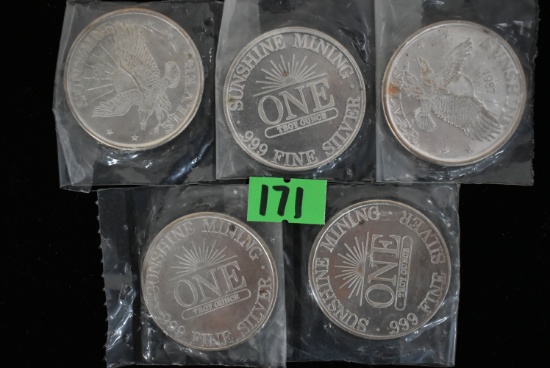 SUNSHINE MINING
ONE
TROY OUNCE
.999 FINE SILVER
1987
171
SUNSHINE MINING
ONE
TROY OUNCE
.999 FINE SILVER
SUNSHINE MINING
ONE
TROY OUNCE
.999 FINE SILVER